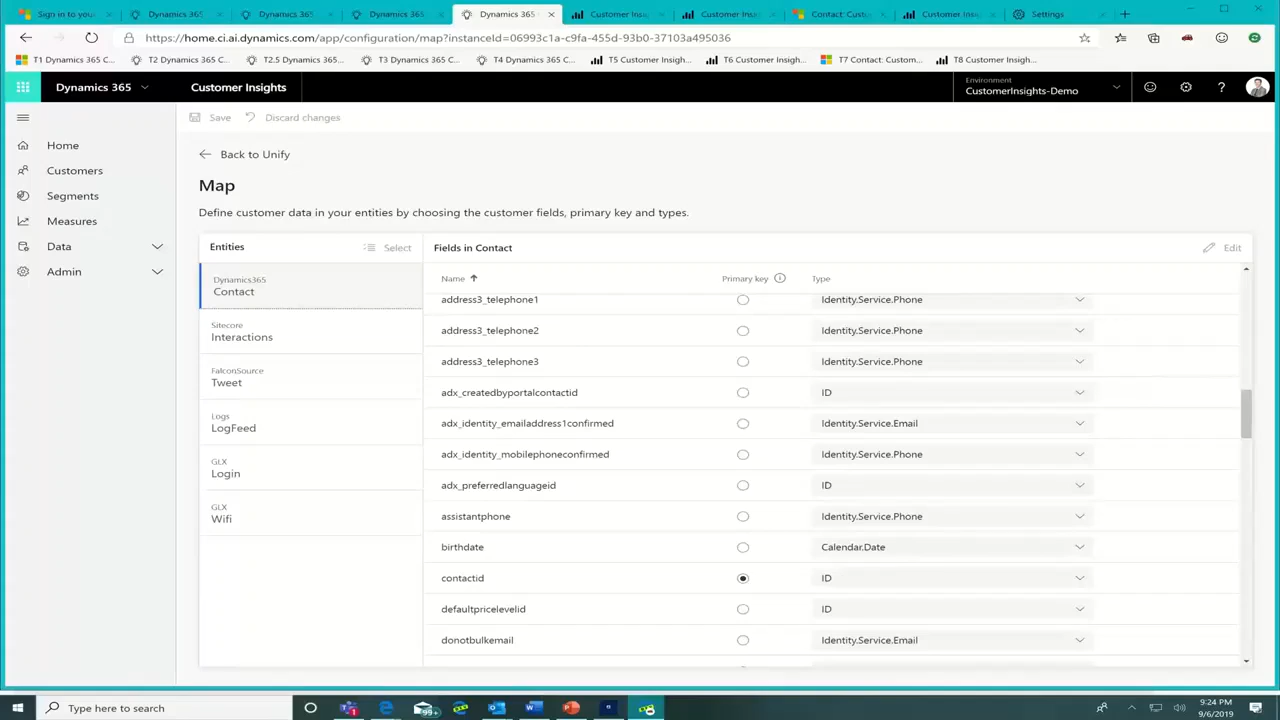 Sign in to your
Dynamics 365
Dynamics 365
Dynamics 365
Dynamics 365
Customer Insig
Customer Insig
Contact: Custo
Customer Insig
Settings
https://home.ci.ai.dynamics.com/app/configuration/map?instanceId=06993c1a-c9fa-455d-93b0-37103a495036
T1 Dynamics 365 C...
T2 Dynamics 365 C...
T2.5 Dynamics 365...
T3 Dynamics 365 C...
T4 Dynamics 365 C...
T5 Customer Insigh...
T6 Customer Insigh...
T7 Contact: Custom...
T8 Customer Insigh...
Dynamics 365
Customer Insights
Environment
CustomerInsights-Demo
?
Save
Discard changes
Home
Customers
Segments
Measures
Data
Admin
Back to Unify
Map
Define customer data in your entities by choosing the customer fields, primary key and types.
Entities
Select
Dynamics365
Contact
Sitecore
Interactions
FalconSource
Tweet
Logs
LogFeed
GLX
Login
GLX
Wifi
Fields in Contact
Edit
Name
Primary key
Type
address3_telephone1
Identity.Service.Phone
address3_telephone2
Identity.Service.Phone
address3_telephone3
Identity.Service.Phone
adx_createdbyportalcontactid
ID
adx_identity_emailaddress1confirmed
Identity.Service.Email
adx_identity_mobilephoneconfirmed
Identity.Service.Phone
adx_preferredlanguageid
ID
assistantphone
Identity.Service.Phone
birthdate
Calendar.Date
contactid
ID
defaultpricelevelid
ID
donotbulkemail
Identity.Service.Email
Type here to search
99+
9:24 PM
9/6/2019